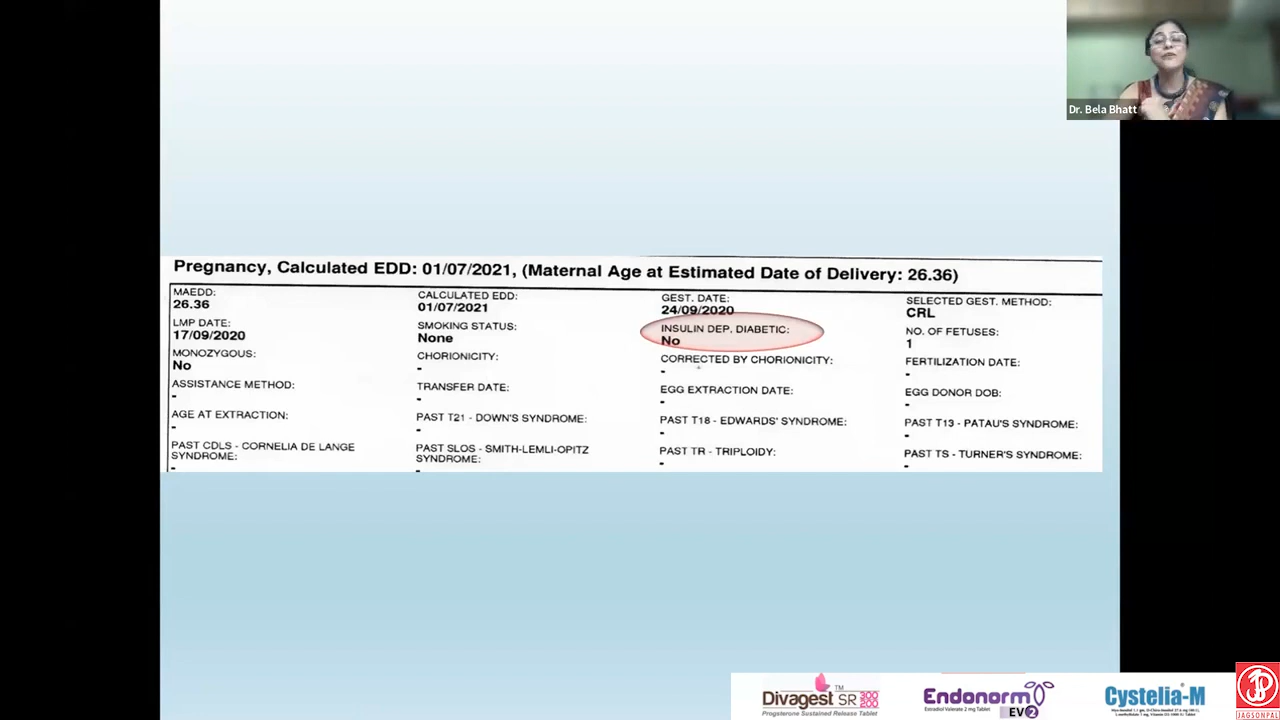 Dr. Bela Bhatt
Pregnancy, Calculated EDD: 01/07/2021, (Maternal Age at Estimated Date of Delivery: 26.36)
MAEDD:
26.36
CALCULATED EDD:
01/07/2021
GEST. DATE:
24/09/2020
SELECTED GEST. METHOD:
CRL
LMP DATE:
17/09/2020
SMOKING STATUS:
None
INSULIN DEP. DIABETIC:
No
NO. OF FETUSES:
1
MONOZYGOUS:
No
CHORIONICITY:
-
CORRECTED BY CHORIONICITY:
-
FERTILIZATION DATE:
-
ASSISTANCE METHOD:
-
TRANSFER DATE:
-
EGG EXTRACTION DATE:
-
EGG DONOR DOB:
-
AGE AT EXTRACTION:
-
PAST T21 - DOWN'S SYNDROME:
-
PAST T18 - EDWARDS' SYNDROME:
-
PAST T13 - PATAU'S SYNDROME:
-
PAST CDLS - CORNELIA DE LANGE
SYNDROME:
-
PAST SLOS - SMITH-LEMLI-OPITZ
SYNDROME:
-
PAST TR - TRIPLOIDY:
-
PAST TS - TURNER'S SYNDROME:
-
Divagest SR 300 200
TM
Progesterone Sustained Release Tablet
Endonorm
Estradiol Valerate 2 mg Tablet
EV 2
Cystelia-M
JAGSONPAL